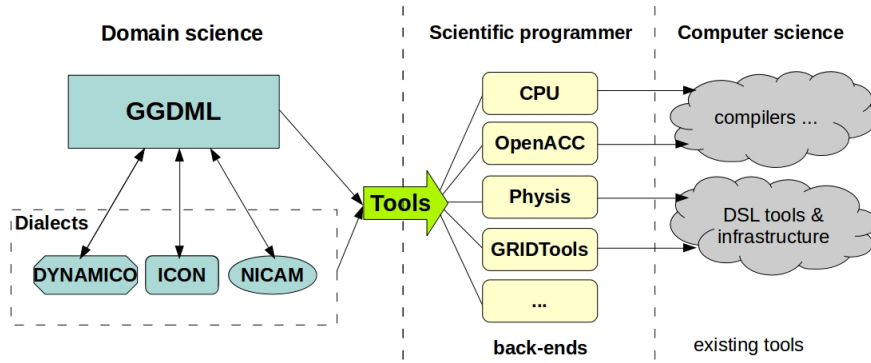 Domain science
Scientific programmer
Computer science
GGDML
Dialects
DYNAMICO
ICON
NICAM
Tools
CPU
OpenACC
Physis
GRIDTools
...
back-ends
compilers ...
DSL tools &
infrastructure
existing tools